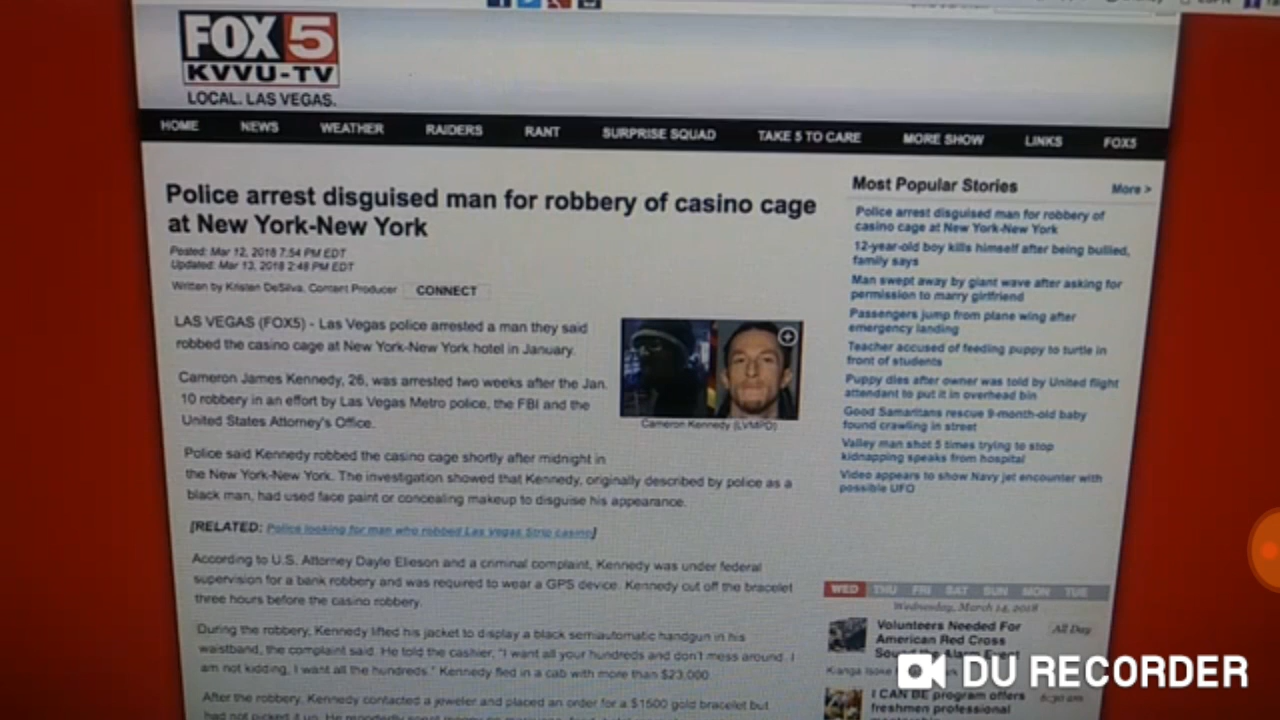 FOX 5
KVVU-TV
LOCAL. LAS VEGAS.
HOME NEWS WEATHER RAIDERS RANT SURPRISE SQUAD TAKE 5 TO CARE MORE SHOW LINKS FOX5
Police arrest disguised man for robbery of casino cage
at New York-New York
Posted: Mar 12, 2018 7:54 PM EDT
Updated: Mar 13, 2018 2:48 PM EDT
Written by Kristen DeSilva, Content Producer CONNECT
LAS VEGAS (FOX5) - Las Vegas police arrested a man they said
robbed the casino cage at New York-New York hotel in January.
Cameron James Kennedy, 26, was arrested two weeks after the Jan.
10 robbery in an effort by Las Vegas Metro police, the FBI and the
United States Attorney's Office.
Cameron Kennedy (LVMPD)
Police said Kennedy robbed the casino cage shortly after midnight in
the New York-New York. The investigation showed that Kennedy, originally described by police as a
black man, had used face paint or concealing makeup to disguise his appearance.
[RELATED: Police looking for man who robbed Las Vegas Strip casino]
According to U.S. Attorney Dayle Elieson and a criminal complaint, Kennedy was under federal
supervision for a bank robbery and was required to wear a GPS device. Kennedy cut off the bracelet
three hours before the casino robbery.
During the robbery, Kennedy lifted his jacket to display a black semiautomatic handgun in his
waistband, the complaint said. He told the cashier, "I want all your hundreds and don't mess around. I
am not kidding, I want all the hundreds." Kennedy fled in a cab with more than $23,000.
After the robbery, Kennedy contacted a jeweler and placed an order for a $1500 gold bracelet but
had not picked it up. He
Most Popular Stories More >
Police arrest disguised man for robbery of
casino cage at New York-New York
12-year-old boy kills himself after being bullied,
family says
Man swept away by giant wave after asking for
permission to marry girlfriend
Passengers jump from plane wing after
emergency landing
Teacher accused of feeding puppy to turtle in
front of students
Puppy dies after owner was told by United flight
attendant to put it in overhead bin
Good Samaritans rescue 9-month-old baby
found crawling in street
Valley man shot 5 times trying to stop
kidnapping speaks from hospital
Video appears to show Navy jet encounter with
possible UFO
WED THU FRI SAT SUN MON TUE
Wednesday, March 14, 2018
Volunteers Needed For All Day
American Red Cross
Sound the Alarm Event
I CAN BE program offers 6:30 am
freshmen professional
DU RECORDER